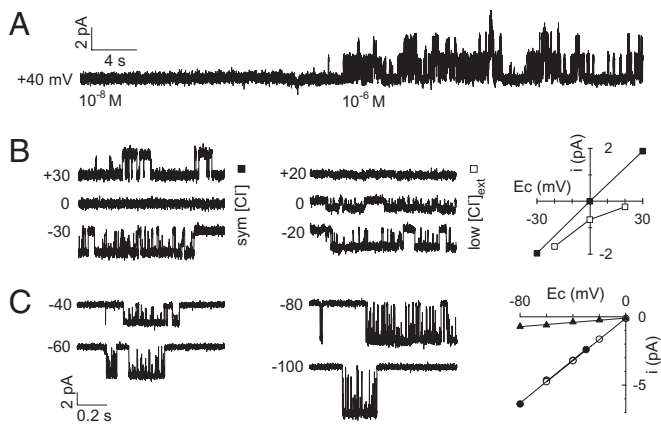 A
2 pA
4 s
+40 mV
10⁻⁸ M
10⁻⁶ M
B
+30
0
-30
sym [Cl⁻]
+20
0
-20
low [Cl⁻]ext
2
i (pA)
Ec (mV)
-30
30
-2
C
-40
-60
2 pA
0.2 s
-80
-100
Ec (mV)
-80
0
0
i (pA)
-5